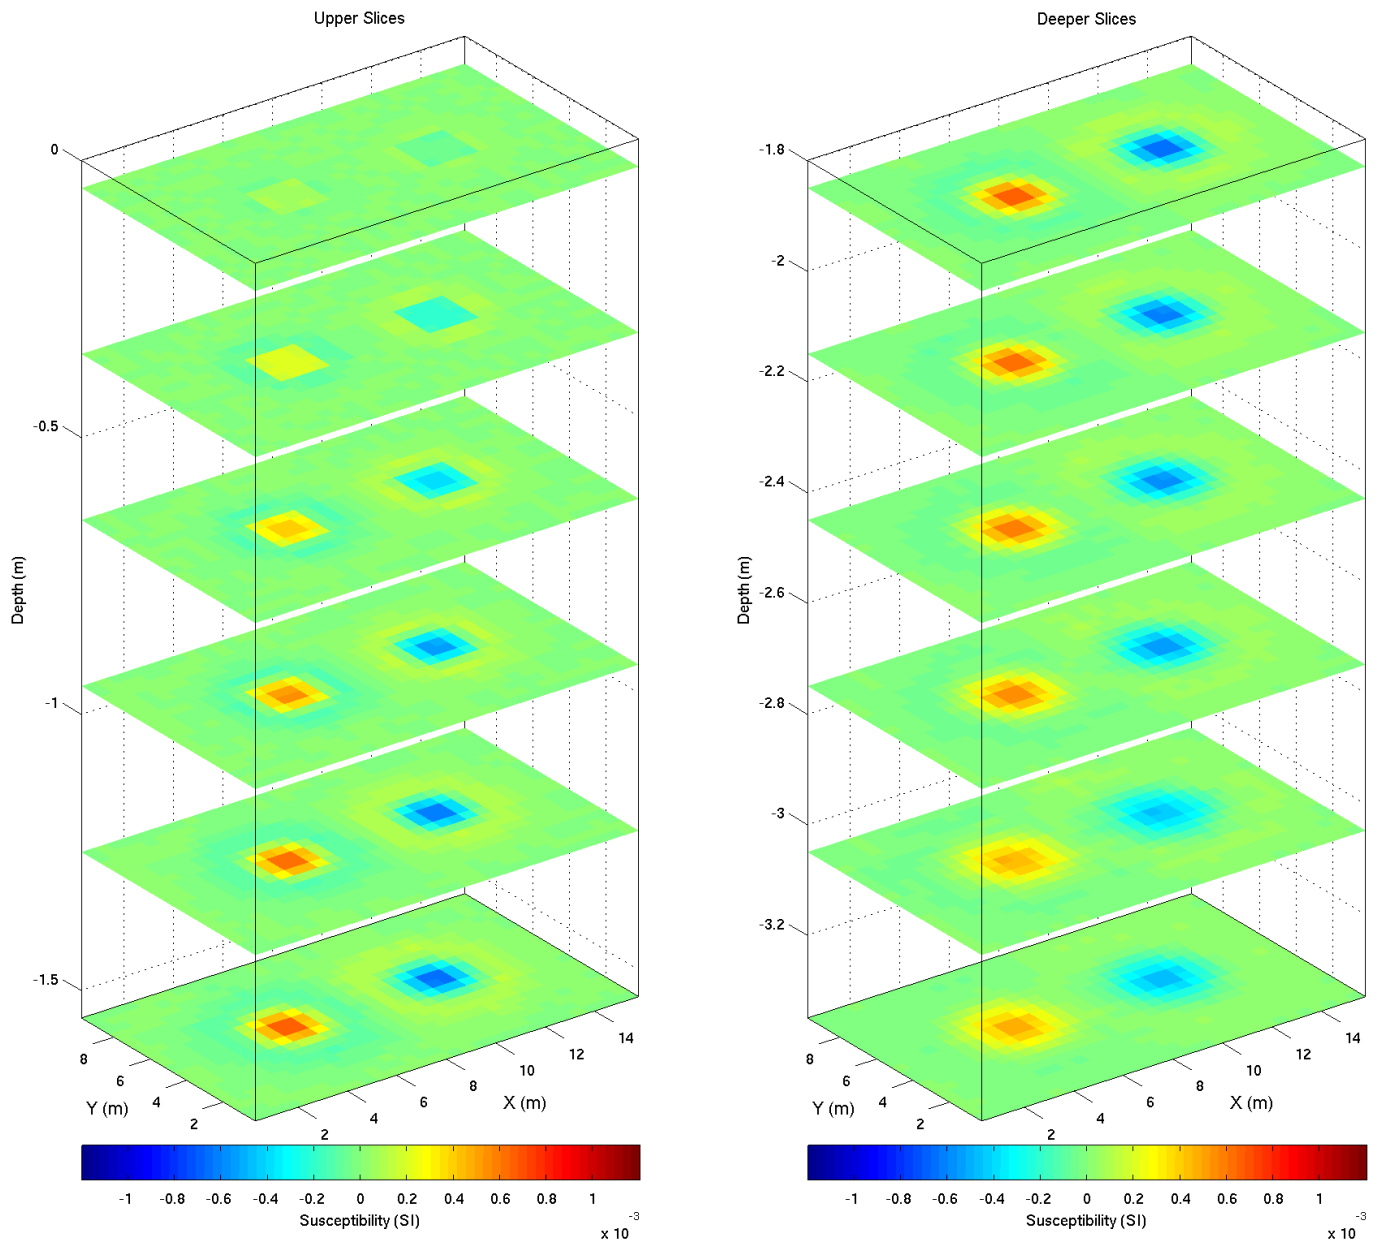 Upper Slices
Deeper Slices
0
-0.5
-1
-1.5
Depth (m)
8
6
4
2
Y (m)
2
4
6
8
10
12
14
X (m)
-1 -0.8 -0.6 -0.4 -0.2 0 0.2 0.4 0.6 0.8 1
Susceptibility (SI)
x 10 -3
-1.8
-2
-2.2
-2.4
-2.6
-2.8
-3
-3.2
Depth (m)
8
6
4
2
Y (m)
2
4
6
8
10
12
14
X (m)
-1 -0.8 -0.6 -0.4 -0.2 0 0.2 0.4 0.6 0.8 1
Susceptibility (SI)
x 10 -3